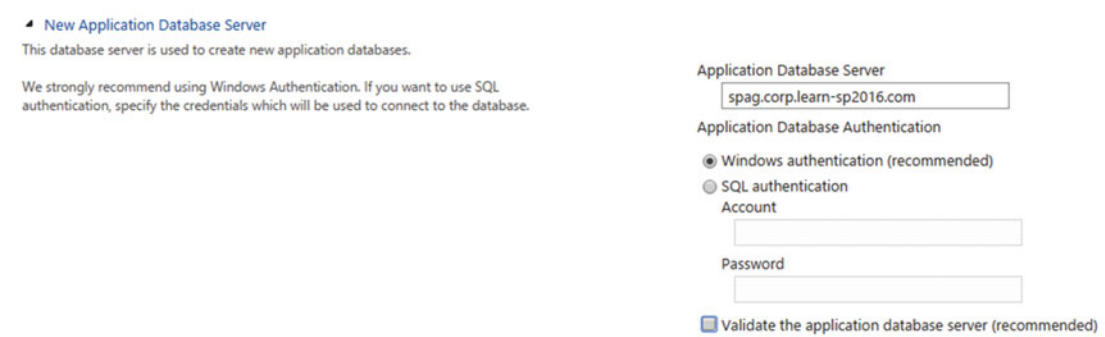 New Application Database Server
This database server is used to create new application databases.
We strongly recommend using Windows Authentication. If you want to use SQL
authentication, specify the credentials which will be used to connect to the database.
Application Database Server
spag.corp.learn-sp2016.com
Application Database Authentication
Windows authentication (recommended)
SQL authentication
Account
Password
Validate the application database server (recommended)